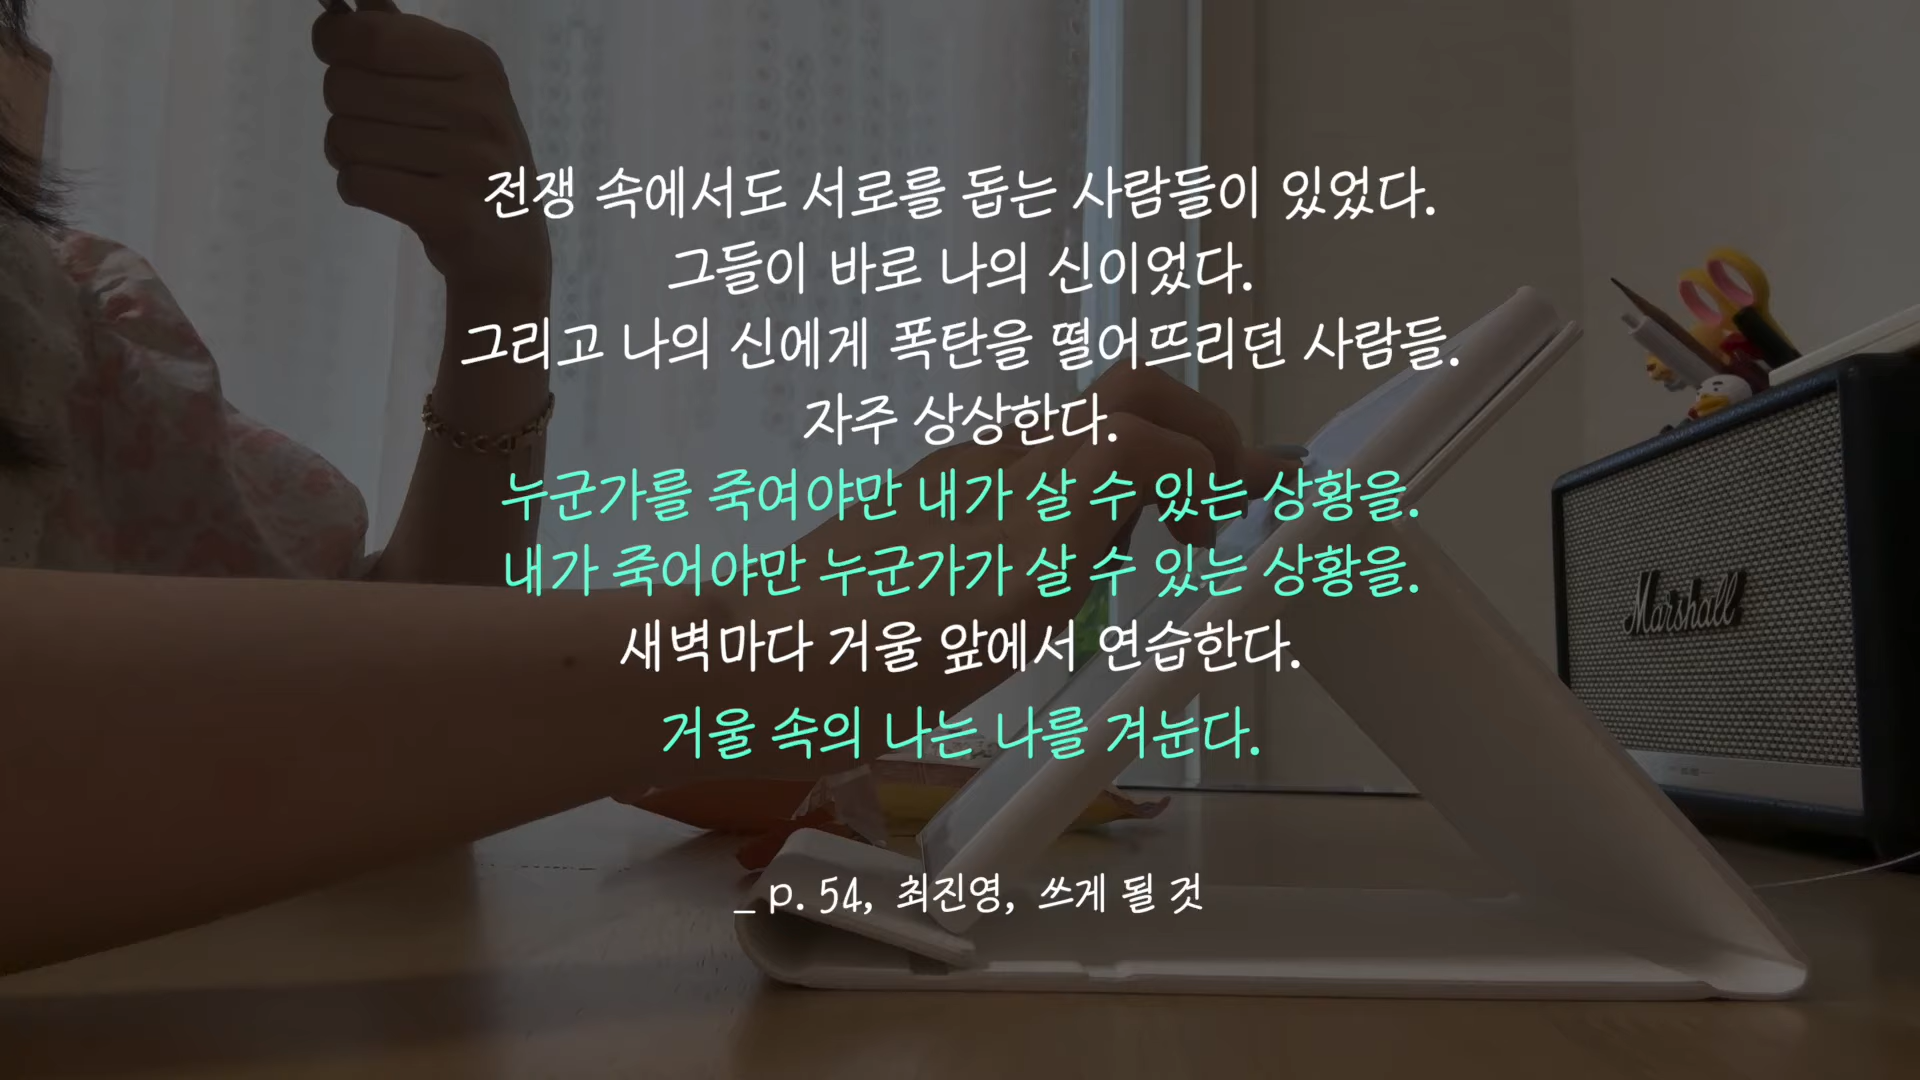 전쟁 속에서도 서로를 돕는 사람들이 있었다.
그들이 바로 나의 신이었다.
그리고 나의 신에게 폭탄을 떨어뜨리던 사람들.
자주 상상한다.
누군가를 죽여야만 내가 살 수 있는 상황을.
내가 죽어야만 누군가가 살 수 있는 상황을.
새벽마다 거울 앞에서 연습한다.
거울 속의 나는 나를 겨눈다.
_ p. 54, 최진영, 쓰게 될 것
Marshall